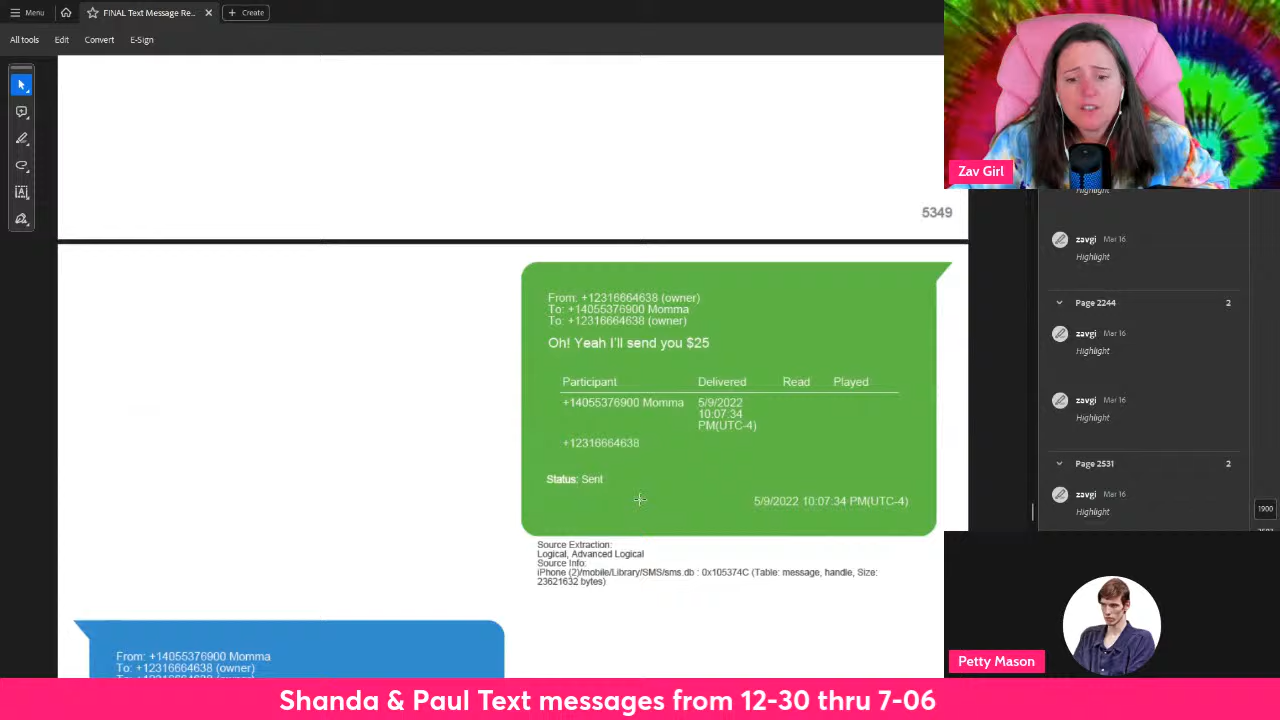 Menu
FINAL Text Message Re...
Create
All tools
Edit
Convert
E-Sign
Zav Girl
5349
From: +12316664638 (owner)
To: +14055376900 Momma
To: +12316664638 (owner)
Oh! Yeah I'll send you $25
Participant Delivered Read Played
+14055376900 Momma 5/9/2022
10:07:34
PM(UTC-4)
+12316664638
Status: Sent
5/9/2022 10:07:34 PM(UTC-4)
Source Extraction:
Logical, Advanced Logical
Source Info:
iPhone (2)/mobile/Library/SMS/sms.db : 0x105374C (Table: message, handle, Size:
23621632 bytes)
From: +14055376900 Momma
To: +12316664638 (owner)
Highlight
zavgi Mar 16
Highlight
Page 2244 2
zavgi Mar 16
Highlight
zavgi Mar 16
Highlight
Page 2531 2
zavgi Mar 16
Highlight
1900
Petty Mason
Shanda & Paul Text messages from 12-30 thru 7-06